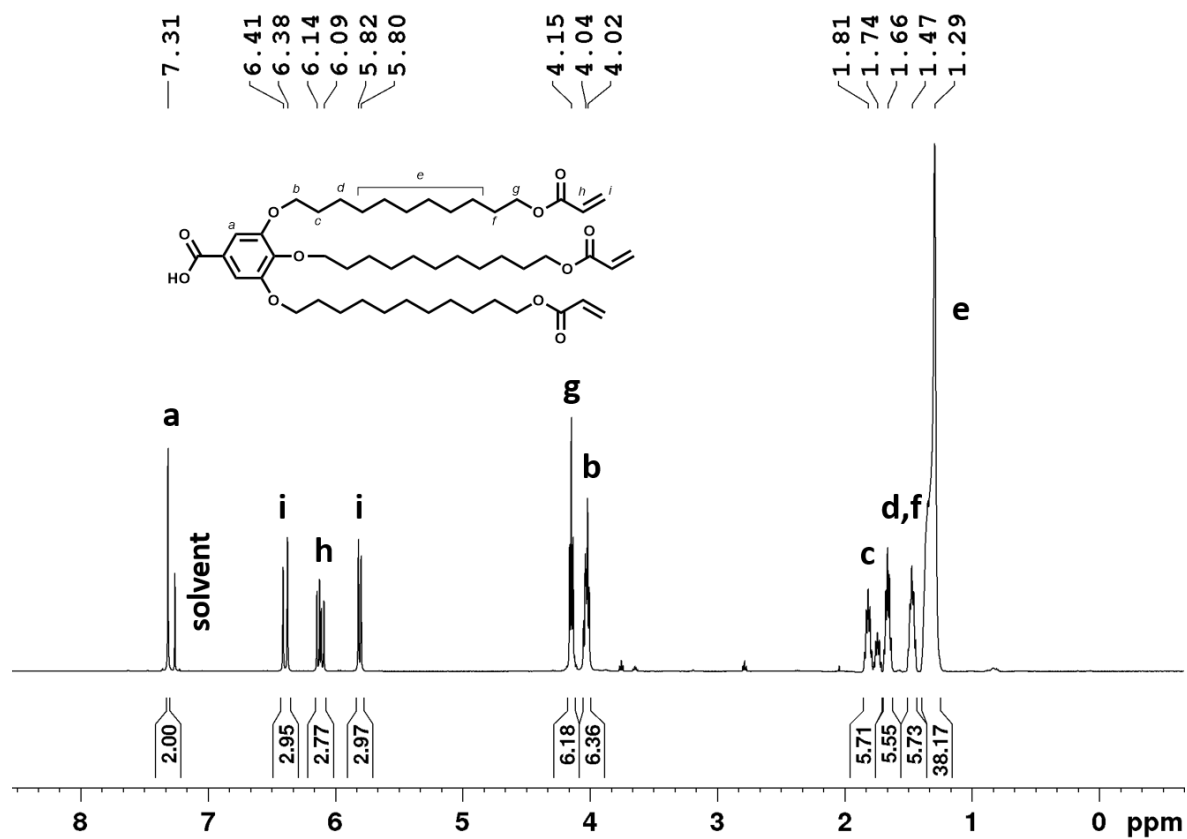 7.31 6.41 6.38 6.14 6.09 5.82 5.80 4.15 4.04 4.02 1.81 1.74 1.66 1.47 1.29
b d e g O h i
a c O f
O O
O O
HO O O
O O
O
e
g
a b
i i d,f
h c
solvent
2.00 2.95 2.77 2.97 6.18 6.36 5.71 5.55 5.73 38.17
8 7 6 5 4 3 2 1 0 ppm